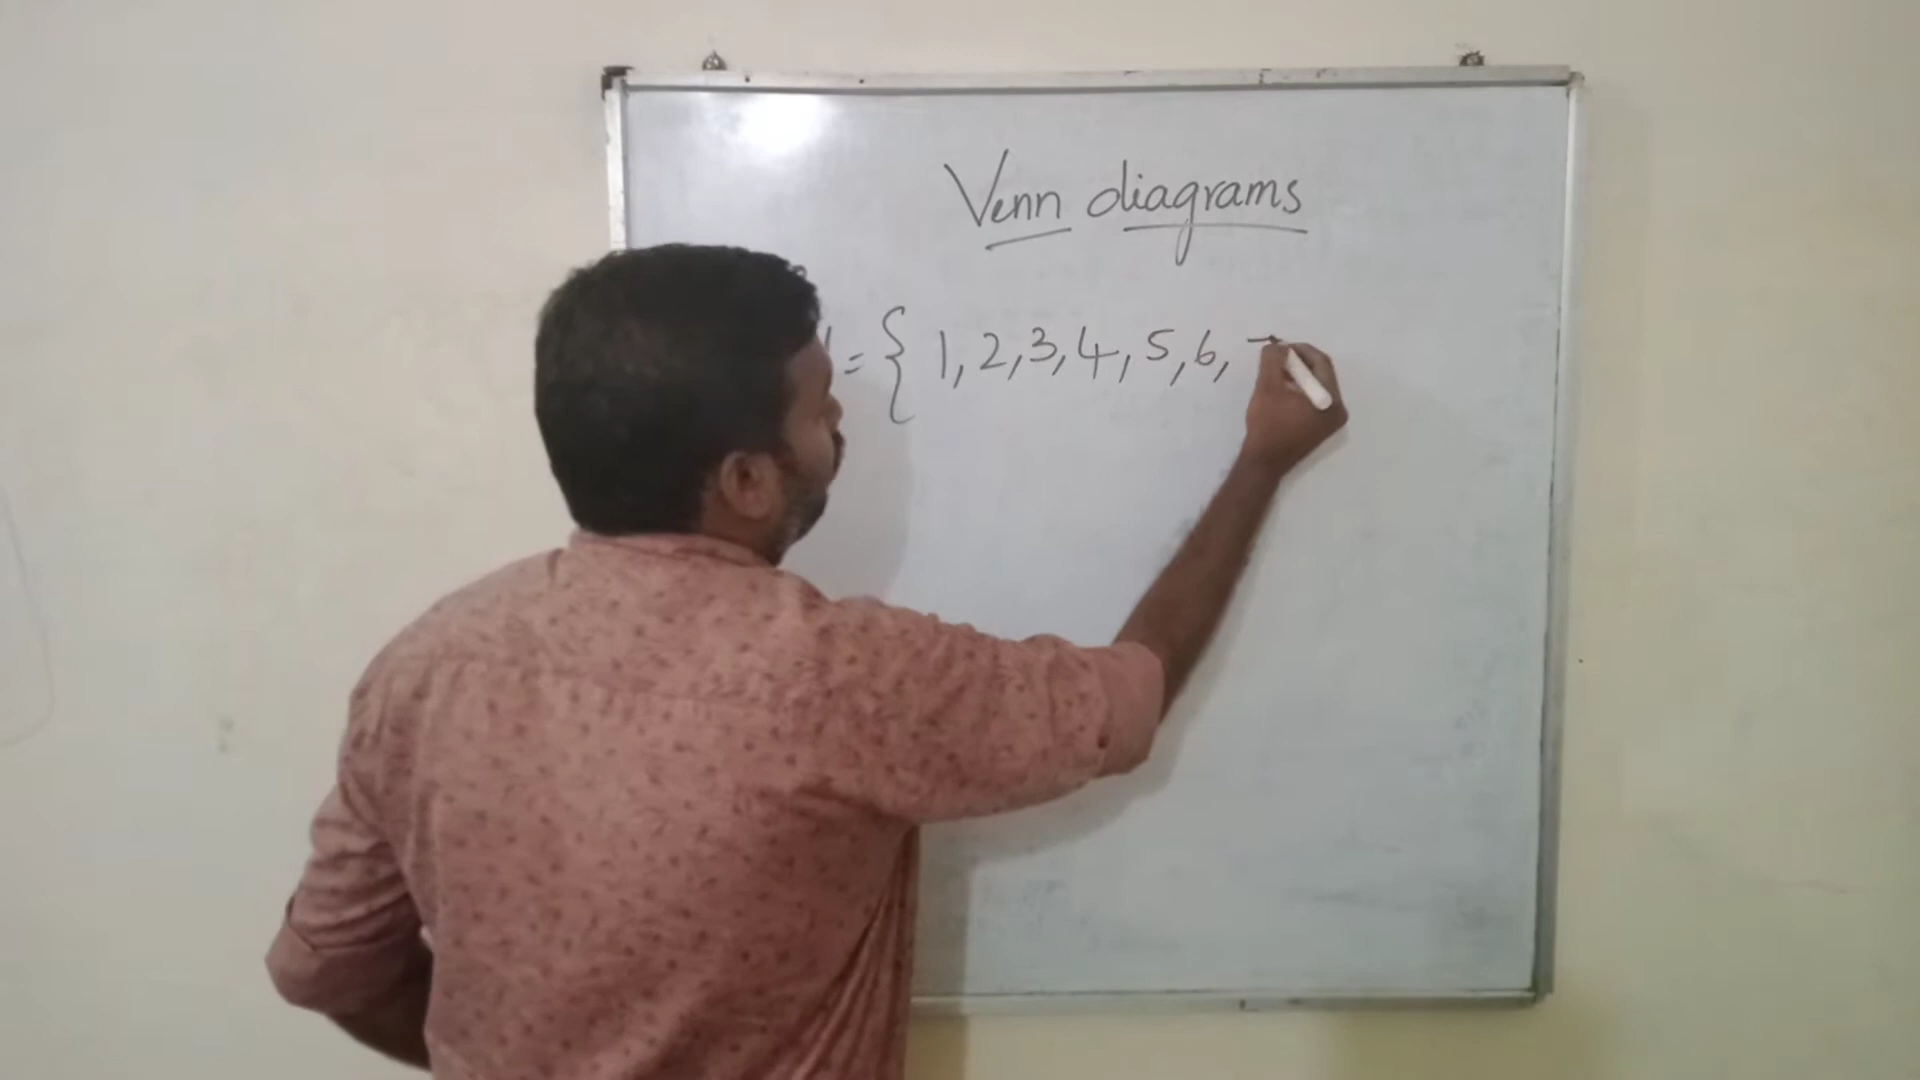 Venn diagrams
= { 1, 2, 3, 4, 5, 6,